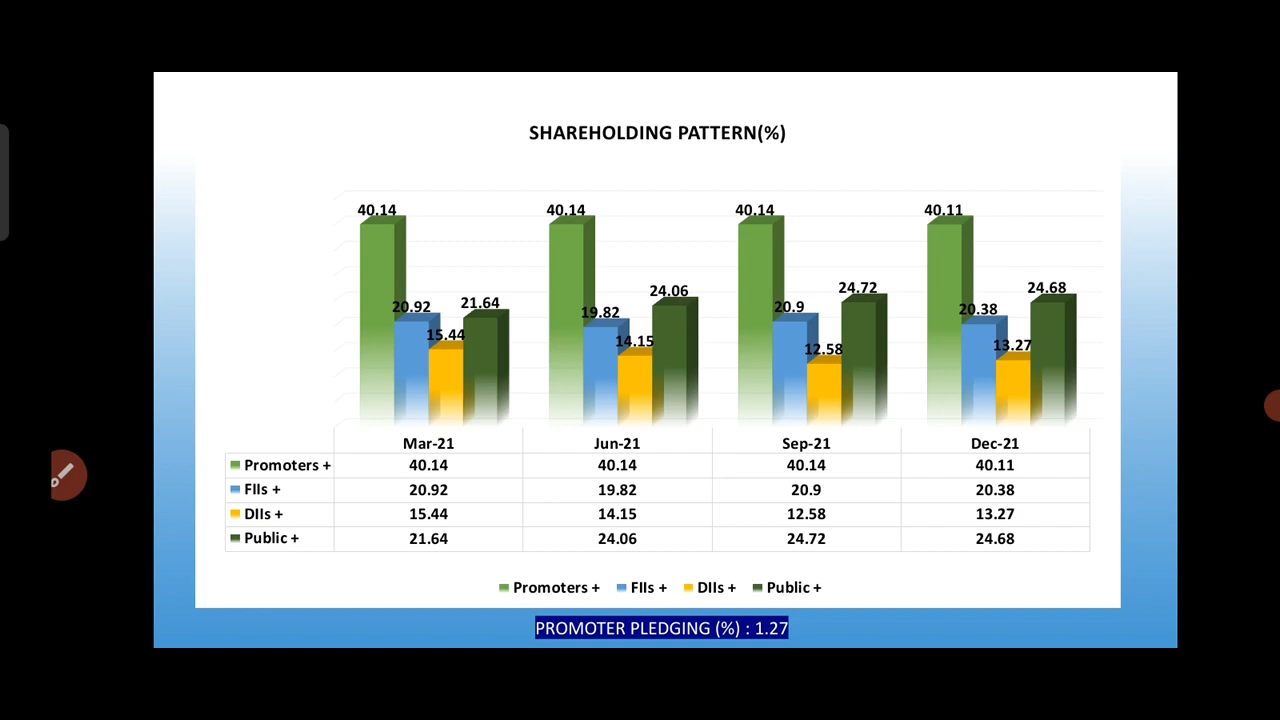 SHAREHOLDING PATTERN(%)
40.14 40.14 40.14 40.11
20.92 21.64 19.82 24.06 20.9 24.72 20.38 24.68
15.44 14.15 12.58 13.27
Mar-21 Jun-21 Sep-21 Dec-21
Promoters + 40.14 40.14 40.14 40.11
FIIs + 20.92 19.82 20.9 20.38
DIIs + 15.44 14.15 12.58 13.27
Public + 21.64 24.06 24.72 24.68
Promoters + FIIs + DIIs + Public +
PROMOTER PLEDGING (%) : 1.27